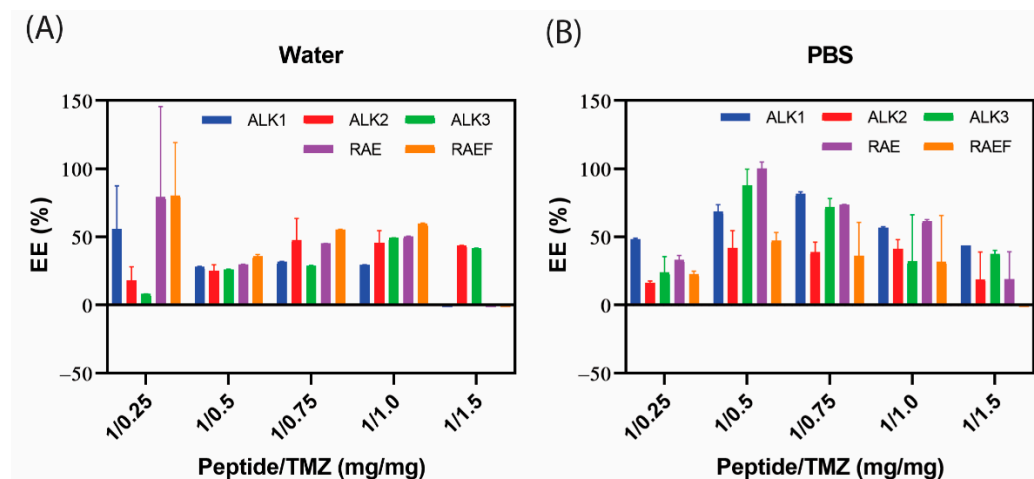 (A)
Water
EE (%)
150
100
50
0
−50
ALK1 ALK2 ALK3
RAE RAEF
1/0.25 1/0.5 1/0.75 1/1.0 1/1.5
Peptide/TMZ (mg/mg)
(B)
PBS
EE (%)
150
100
50
0
−50
ALK1 ALK2 ALK3
RAE RAEF
1/0.25 1/0.5 1/0.75 1/1.0 1/1.5
Peptide/TMZ (mg/mg)